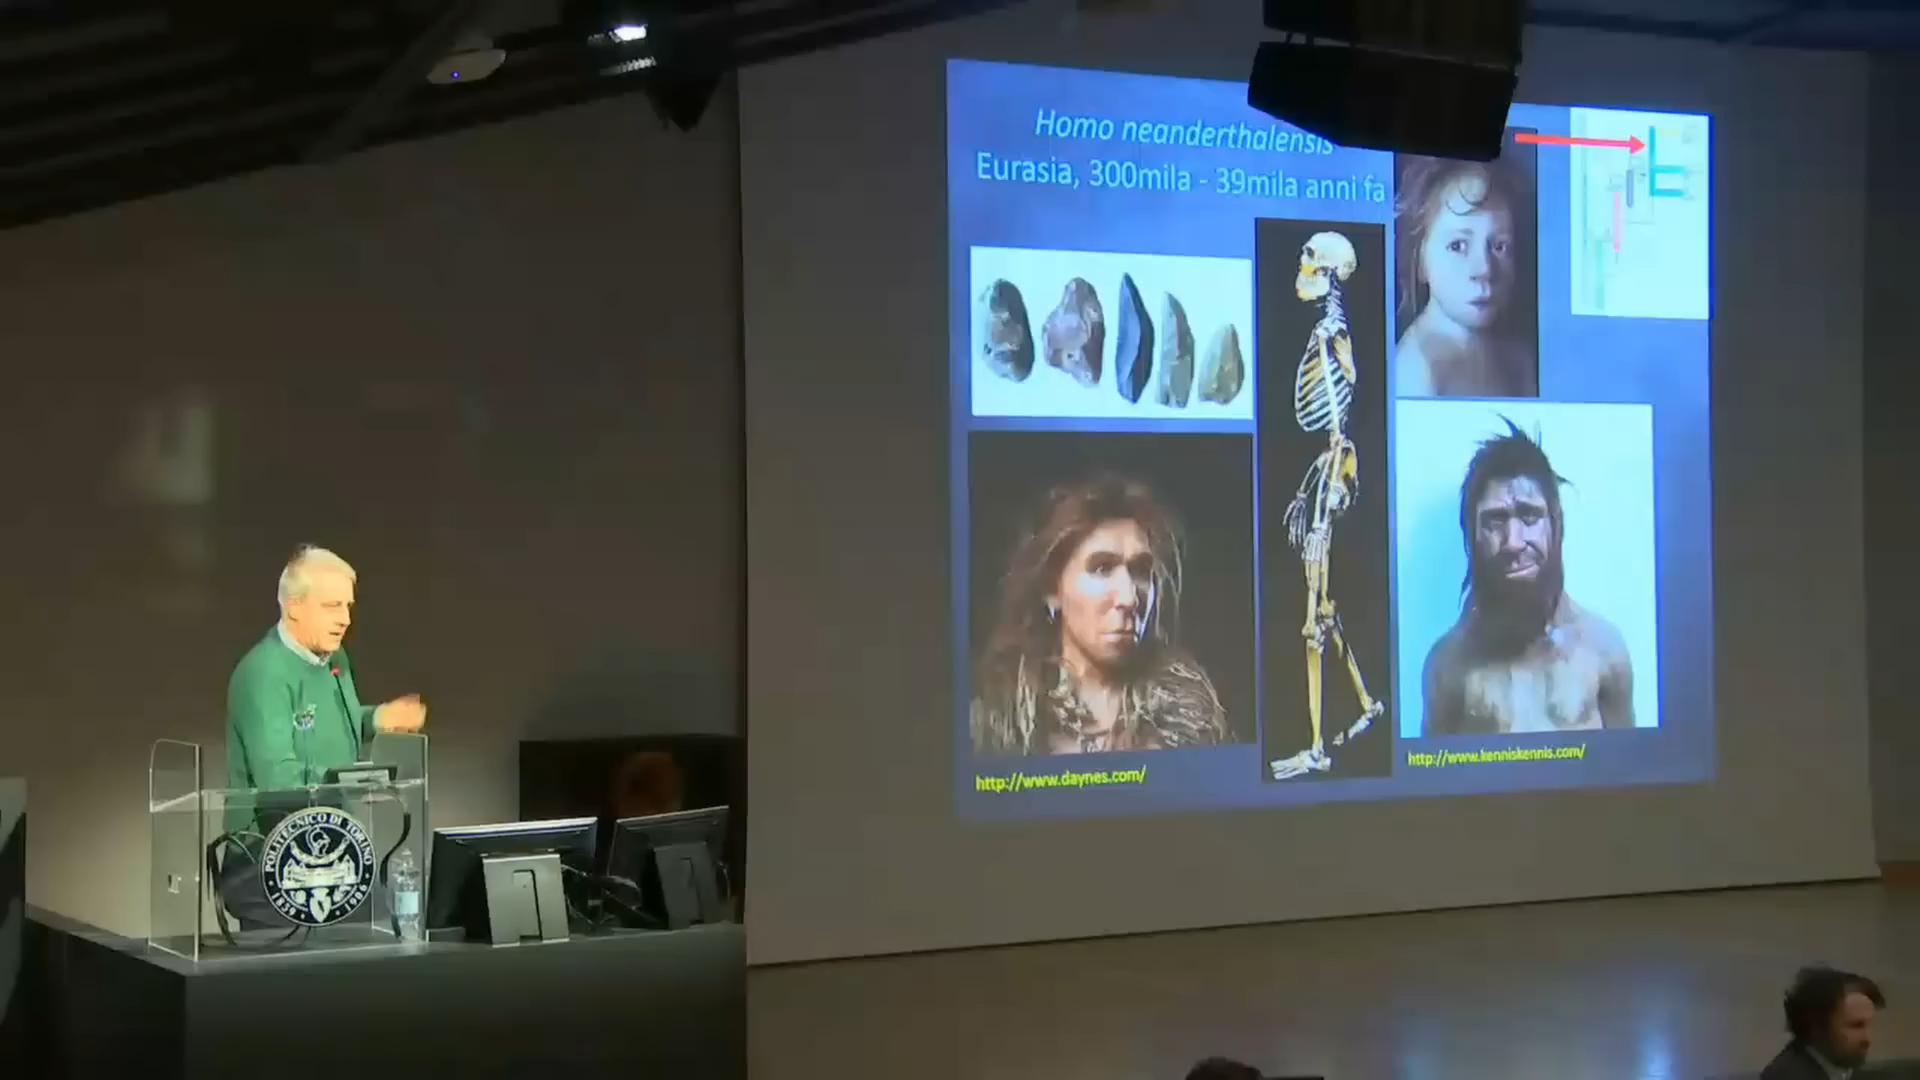 Homo neanderthalensis
Eurasia, 300mila - 39mila anni fa
http://www.daynes.com/
http://www.kenniskennis.com/
POLITECNICO DI TORINO
1859
1906